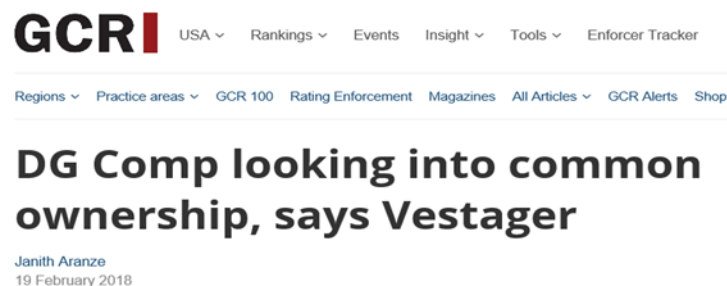 GCR USA Rankings Events Insight Tools Enforcer Tracker
Regions Practice areas GCR 100 Rating Enforcement Magazines All Articles GCR Alerts Shop
DG Comp looking into common
ownership, says Vestager
Janith Aranze
19 February 2018